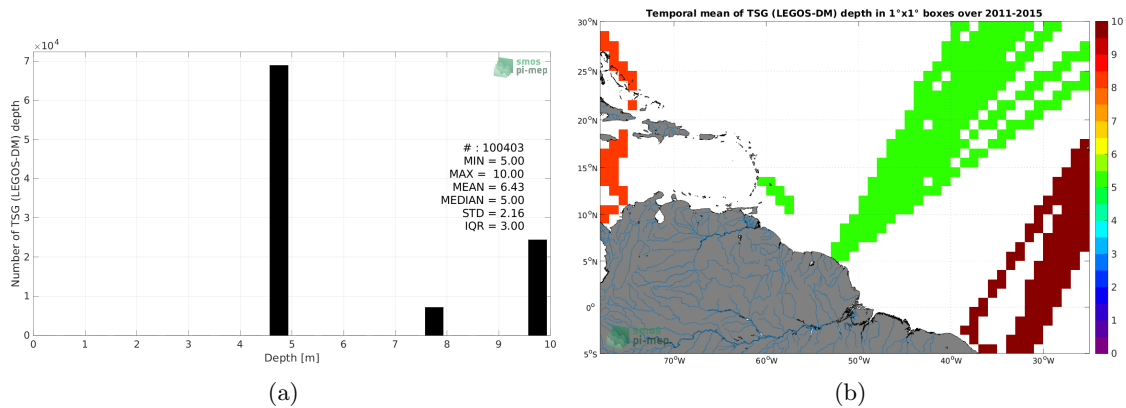 ×10⁴
7
6
5
4
3
2
1
0
Number of TSG (LEGOS-DM) depth
smos
pi-mep
# : 100403
MIN = 5.00
MAX = 10.00
MEAN = 6.43
MEDIAN = 5.00
STD = 2.16
IQR = 3.00
0 1 2 3 4 5 6 7 8 9 10
Depth [m]
(a)
Temporal mean of TSG (LEGOS-DM) depth in 1°x1° boxes over 2011-2015
30°N
25°N
20°N
15°N
10°N
5°N
0°
5°S
70°W 60°W 50°W 40°W 30°W
smos
pi-mep
10
9
8
7
6
5
4
3
2
1
0
(b)